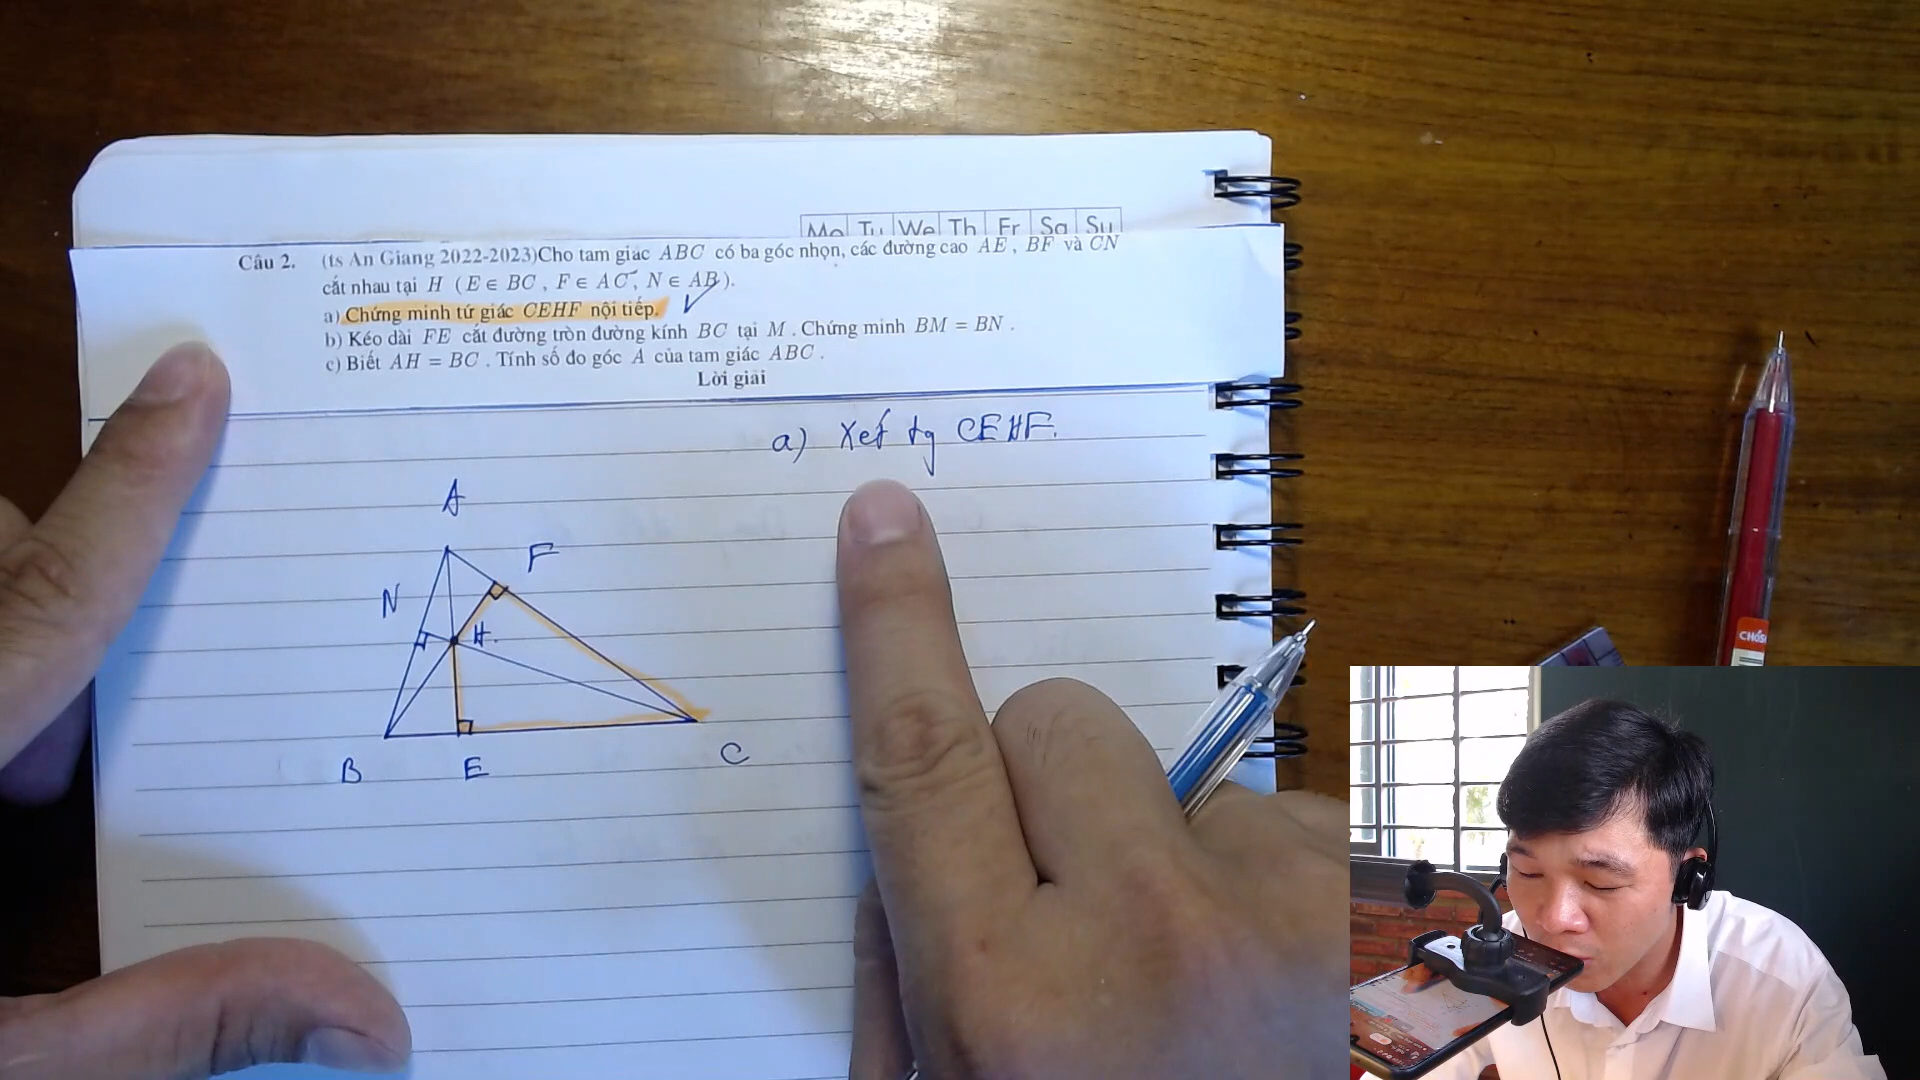 Mo Tu We Th Fr Sa Su
Câu 2. (ts An Giang 2022-2023)Cho tam giác ABC có ba góc nhọn, các đường cao AE , BF và CN
cắt nhau tại H ( E ∈ BC , F ∈ AC , N ∈ AB ).
a) Chứng minh tứ giác CEHF nội tiếp.
b) Kéo dài FE cắt đường tròn đường kính BC tại M . Chứng minh BM = BN .
c) Biết AH = BC . Tính số đo góc A của tam giác ABC .
Lời giải
a) Xét tg CEHF.
A
F
N
H.
B
E
C